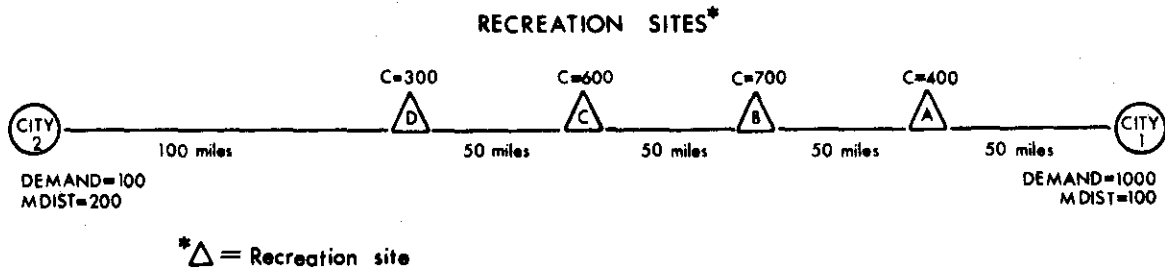 RECREATION SITES*
C=300 C=600 C=700 C=400
CITY 2 D C B A CITY 1
100 miles 50 miles 50 miles 50 miles 50 miles
DEMAND=100 DEMAND=1000
MDIST=200 MDIST=100
*△ = Recreation site